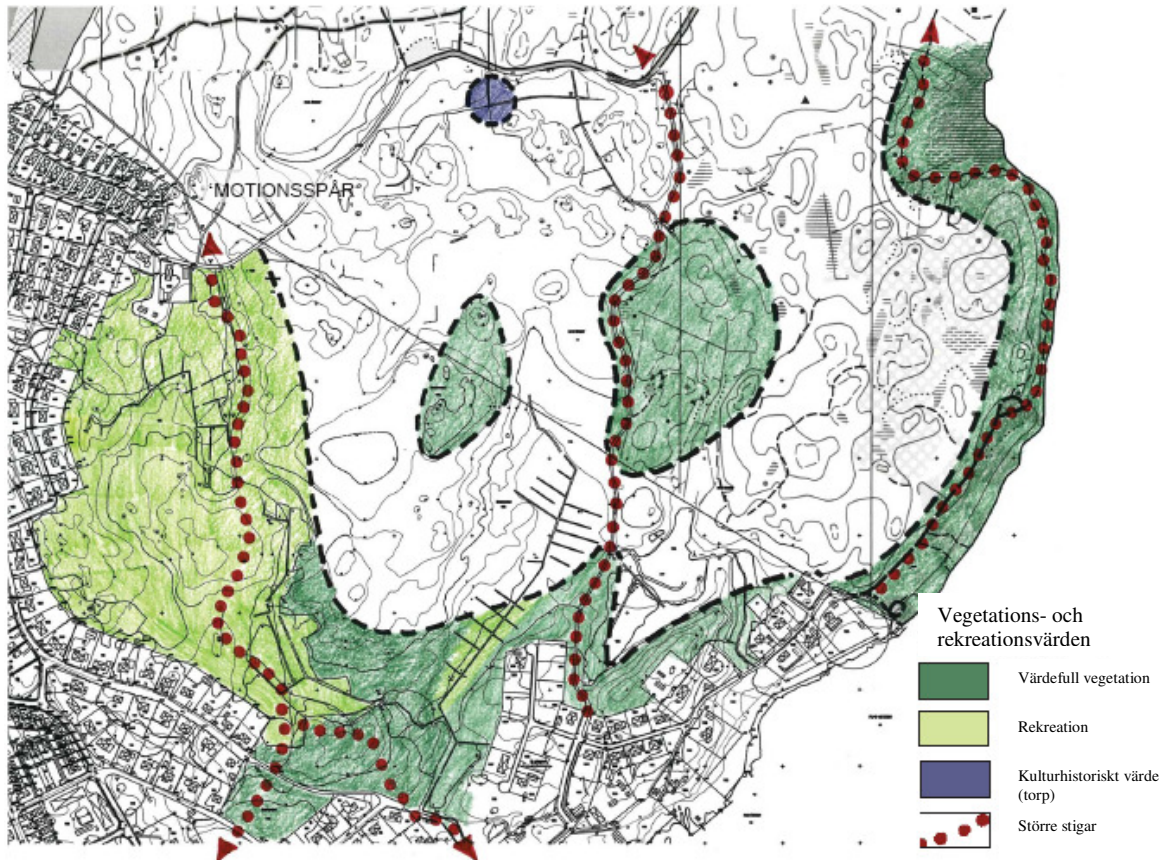 MOTIONSSPÅR
Vegetations- och
rekreationsvärden
Värdefull vegetation
Rekreation
Kulturhistoriskt värde
(torp)
Större stigar